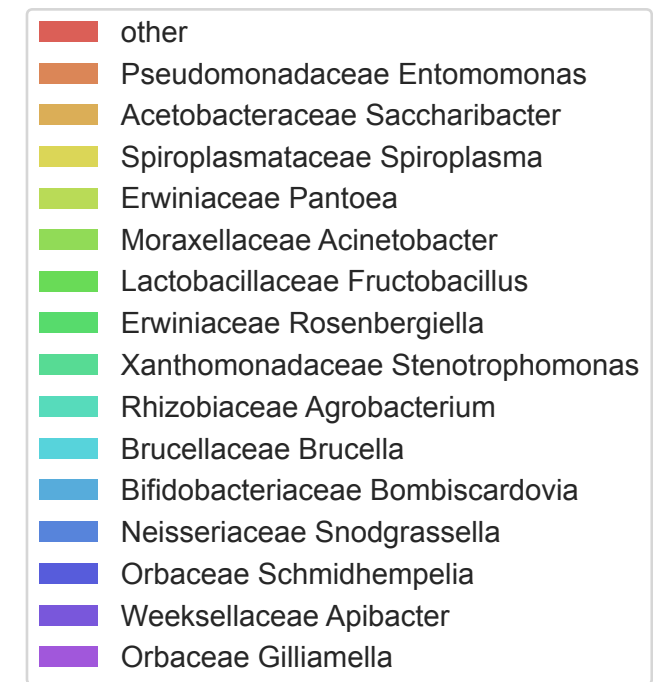 other
Pseudomonadaceae Entomomonas
Acetobacteraceae Saccharibacter
Spiroplasmataceae Spiroplasma
Erwiniaceae Pantoea
Moraxellaceae Acinetobacter
Lactobacillaceae Fructobacillus
Erwiniaceae Rosenbergiella
Xanthomonadaceae Stenotrophomonas
Rhizobiaceae Agrobacterium
Brucellaceae Brucella
Bifidobacteriaceae Bombiscardovia
Neisseriaceae Snodgrassella
Orbaceae Schmidhempelia
Weeksellaceae Apibacter
Orbaceae Gilliamella